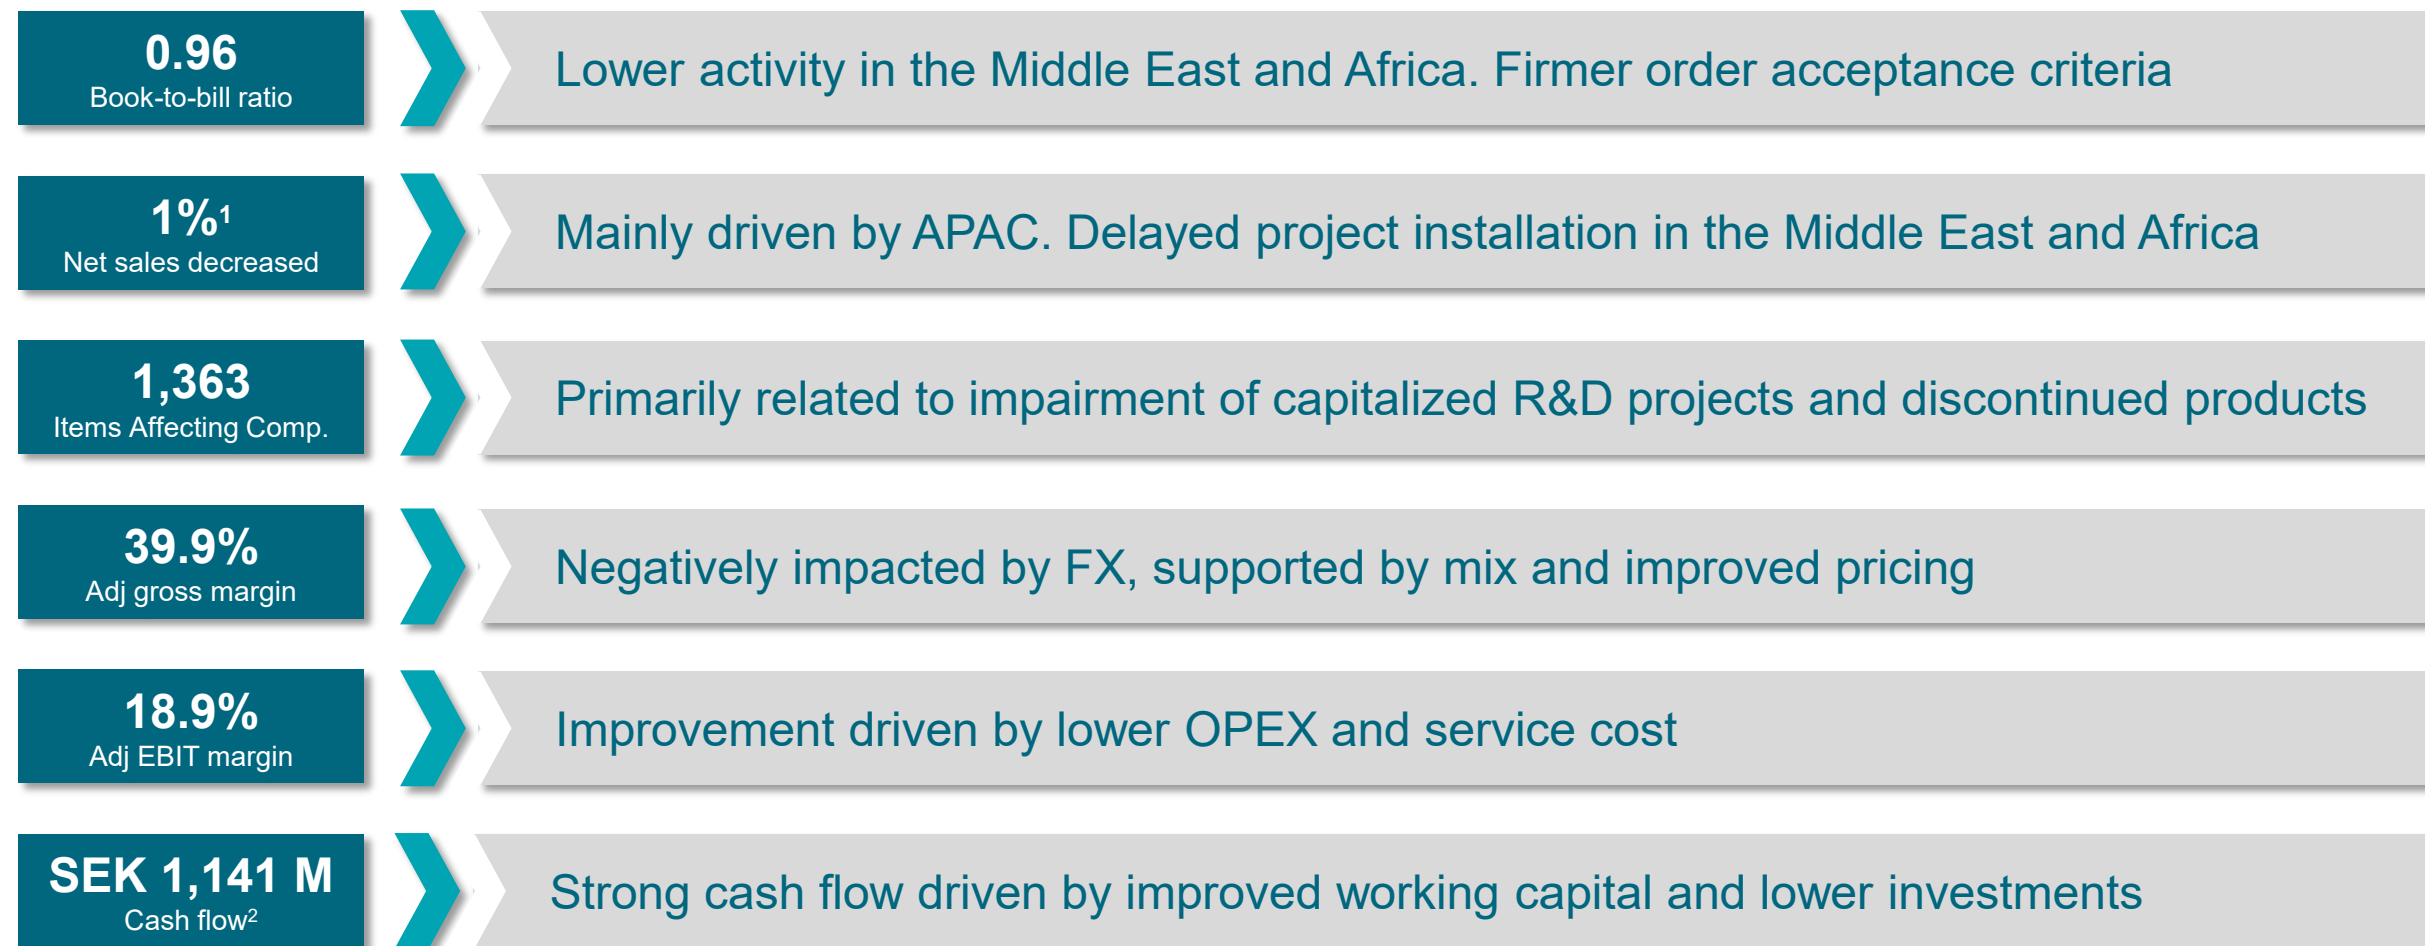 0.96
Book-to-bill ratio
Lower activity in the Middle East and Africa. Firmer order acceptance criteria
1%¹
Net sales decreased
Mainly driven by APAC. Delayed project installation in the Middle East and Africa
1,363
Items Affecting Comp.
Primarily related to impairment of capitalized R&D projects and discontinued products
39.9%
Adj gross margin
Negatively impacted by FX, supported by mix and improved pricing
18.9%
Adj EBIT margin
Improvement driven by lower OPEX and service cost
SEK 1,141 M
Cash flow²
Strong cash flow driven by improved working capital and lower investments